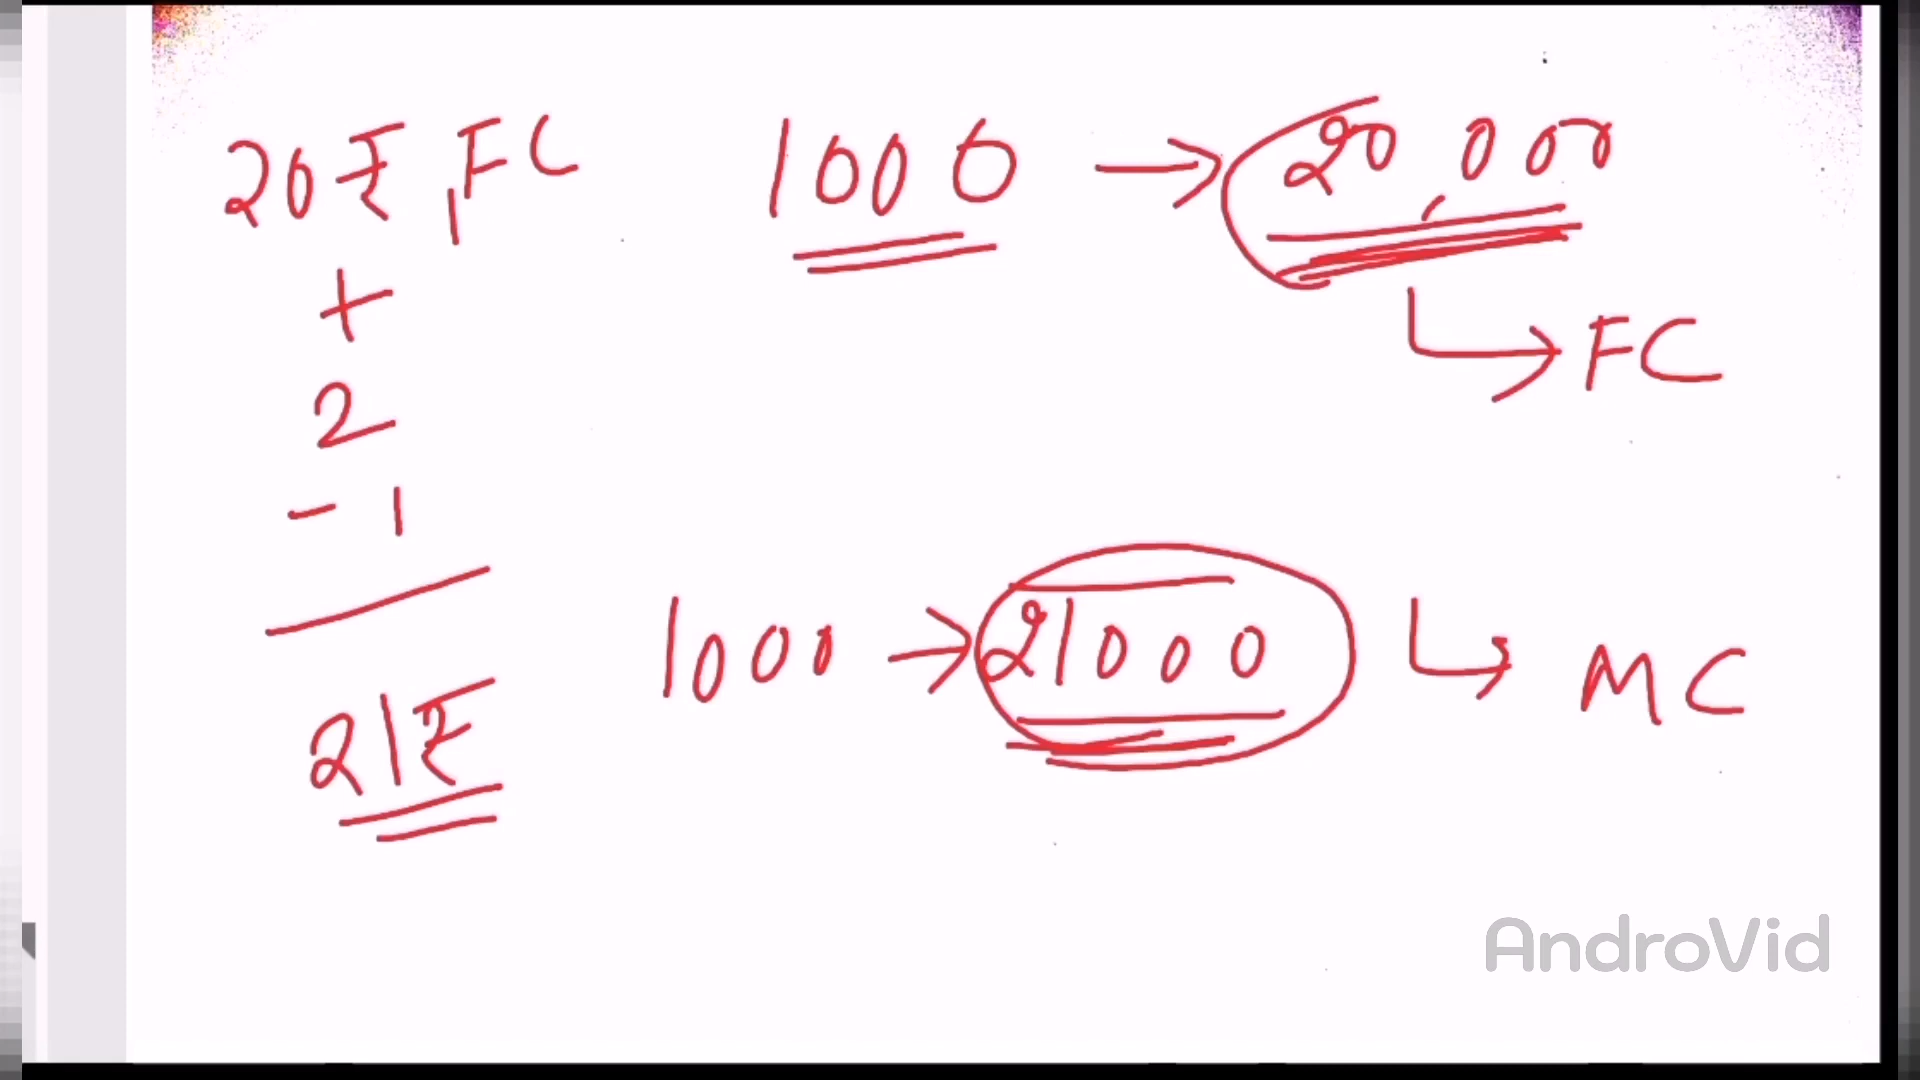 20₹, FC 1000 → 20,000
+ → FC
2
- 1
1000 → 21000 → MC
21₹
AndroVid